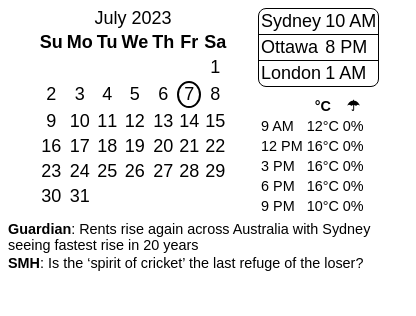 July 2023
Su Mo Tu We Th Fr Sa
1
2 3 4 5 6 7 8
9 10 11 12 13 14 15
16 17 18 19 20 21 22
23 24 25 26 27 28 29
30 31
Sydney 10 AM
Ottawa 8 PM
London 1 AM
°C ☂
9 AM 12°C 0%
12 PM 16°C 0%
3 PM 16°C 0%
6 PM 16°C 0%
9 PM 10°C 0%
Guardian: Rents rise again across Australia with Sydney
seeing fastest rise in 20 years
SMH: Is the ‘spirit of cricket’ the last refuge of the loser?